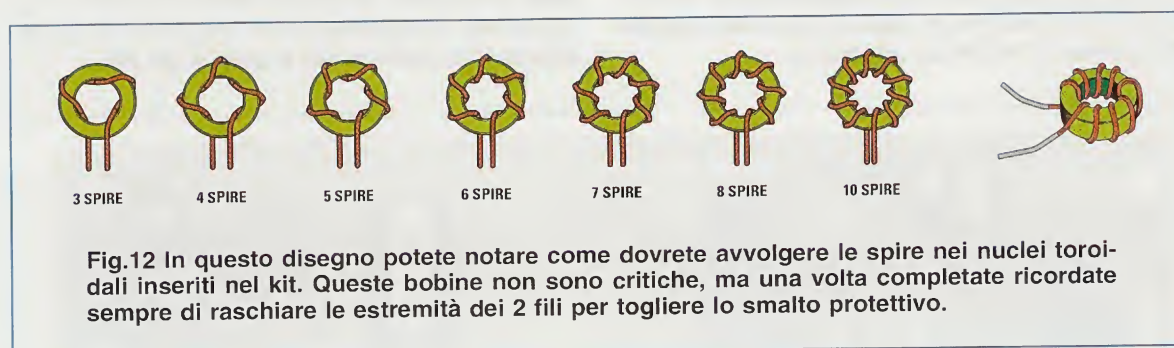 3 SPIRE 4 SPIRE 5 SPIRE 6 SPIRE 7 SPIRE 8 SPIRE 10 SPIRE
Fig.12 In questo disegno potete notare come dovrete avvolgere le spire nei nuclei toroi-
dali inseriti nel kit. Queste bobine non sono critiche, ma una volta completate ricordate
sempre di raschiare le estremità dei 2 fili per togliere lo smalto protettivo.